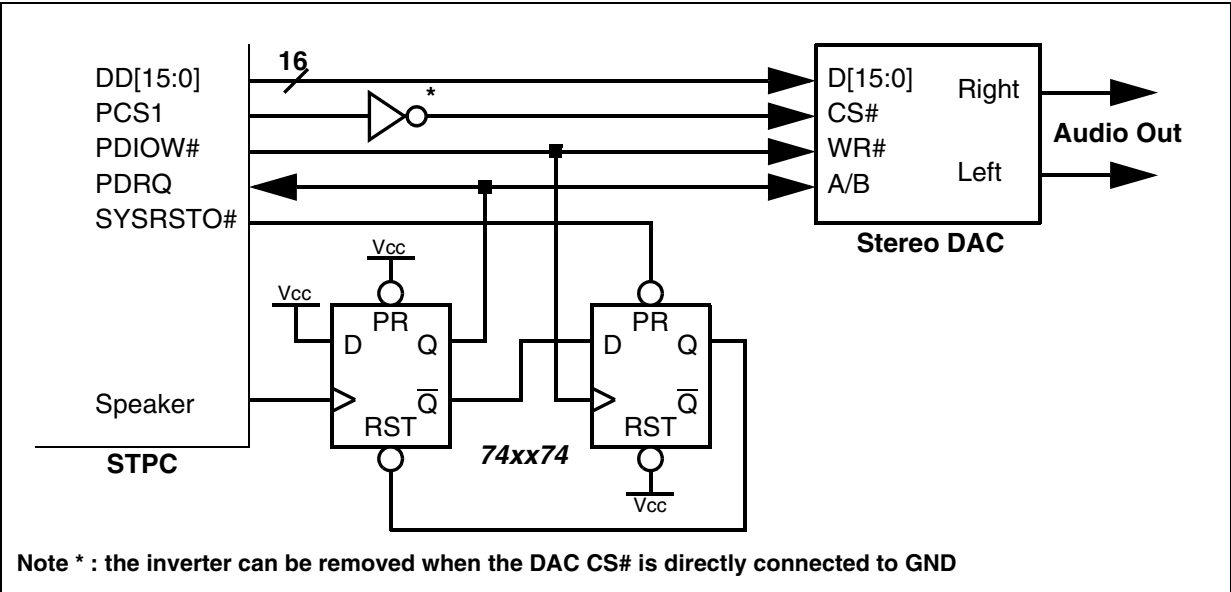 16
DD[15:0]
PCS1
PDIOW#
PDRQ
SYSRSTO#
Speaker
STPC
*
D[15:0]
CS#
WR#
A/B
Right
Left
Audio Out
Stereo DAC
Vcc
Vcc
PR
D
Q
Q
RST
74xx74
PR
D
Q
Q
RST
Vcc
Note * : the inverter can be removed when the DAC CS# is directly connected to GND